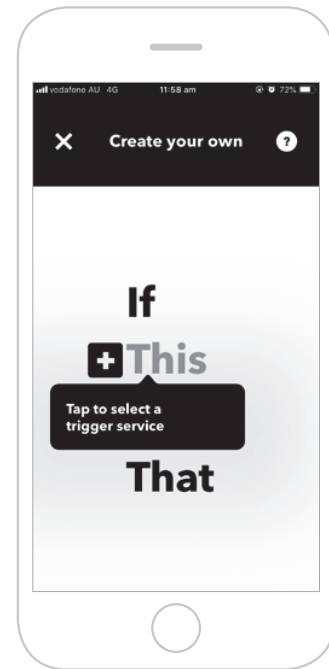 vodafone AU 4G 11:58 am 72%
Create your own ?
If
This
Tap to select a
trigger service
That